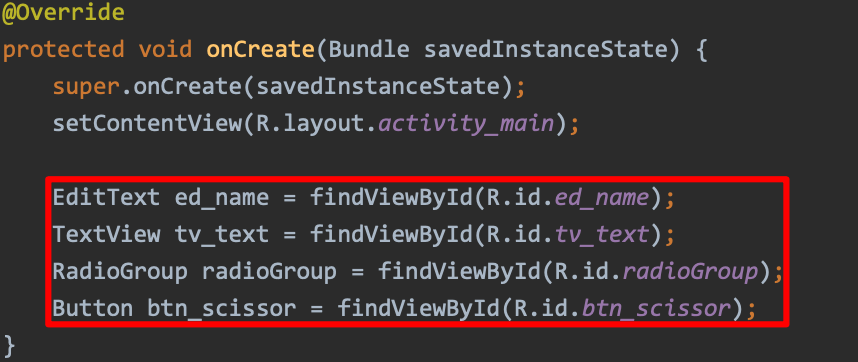 @Override
protected void onCreate(Bundle savedInstanceState) {
    super.onCreate(savedInstanceState);
    setContentView(R.layout.activity_main);

    EditText ed_name = findViewById(R.id.ed_name);
    TextView tv_text = findViewById(R.id.tv_text);
    RadioGroup radioGroup = findViewById(R.id.radioGroup);
    Button btn_scissor = findViewById(R.id.btn_scissor);
}